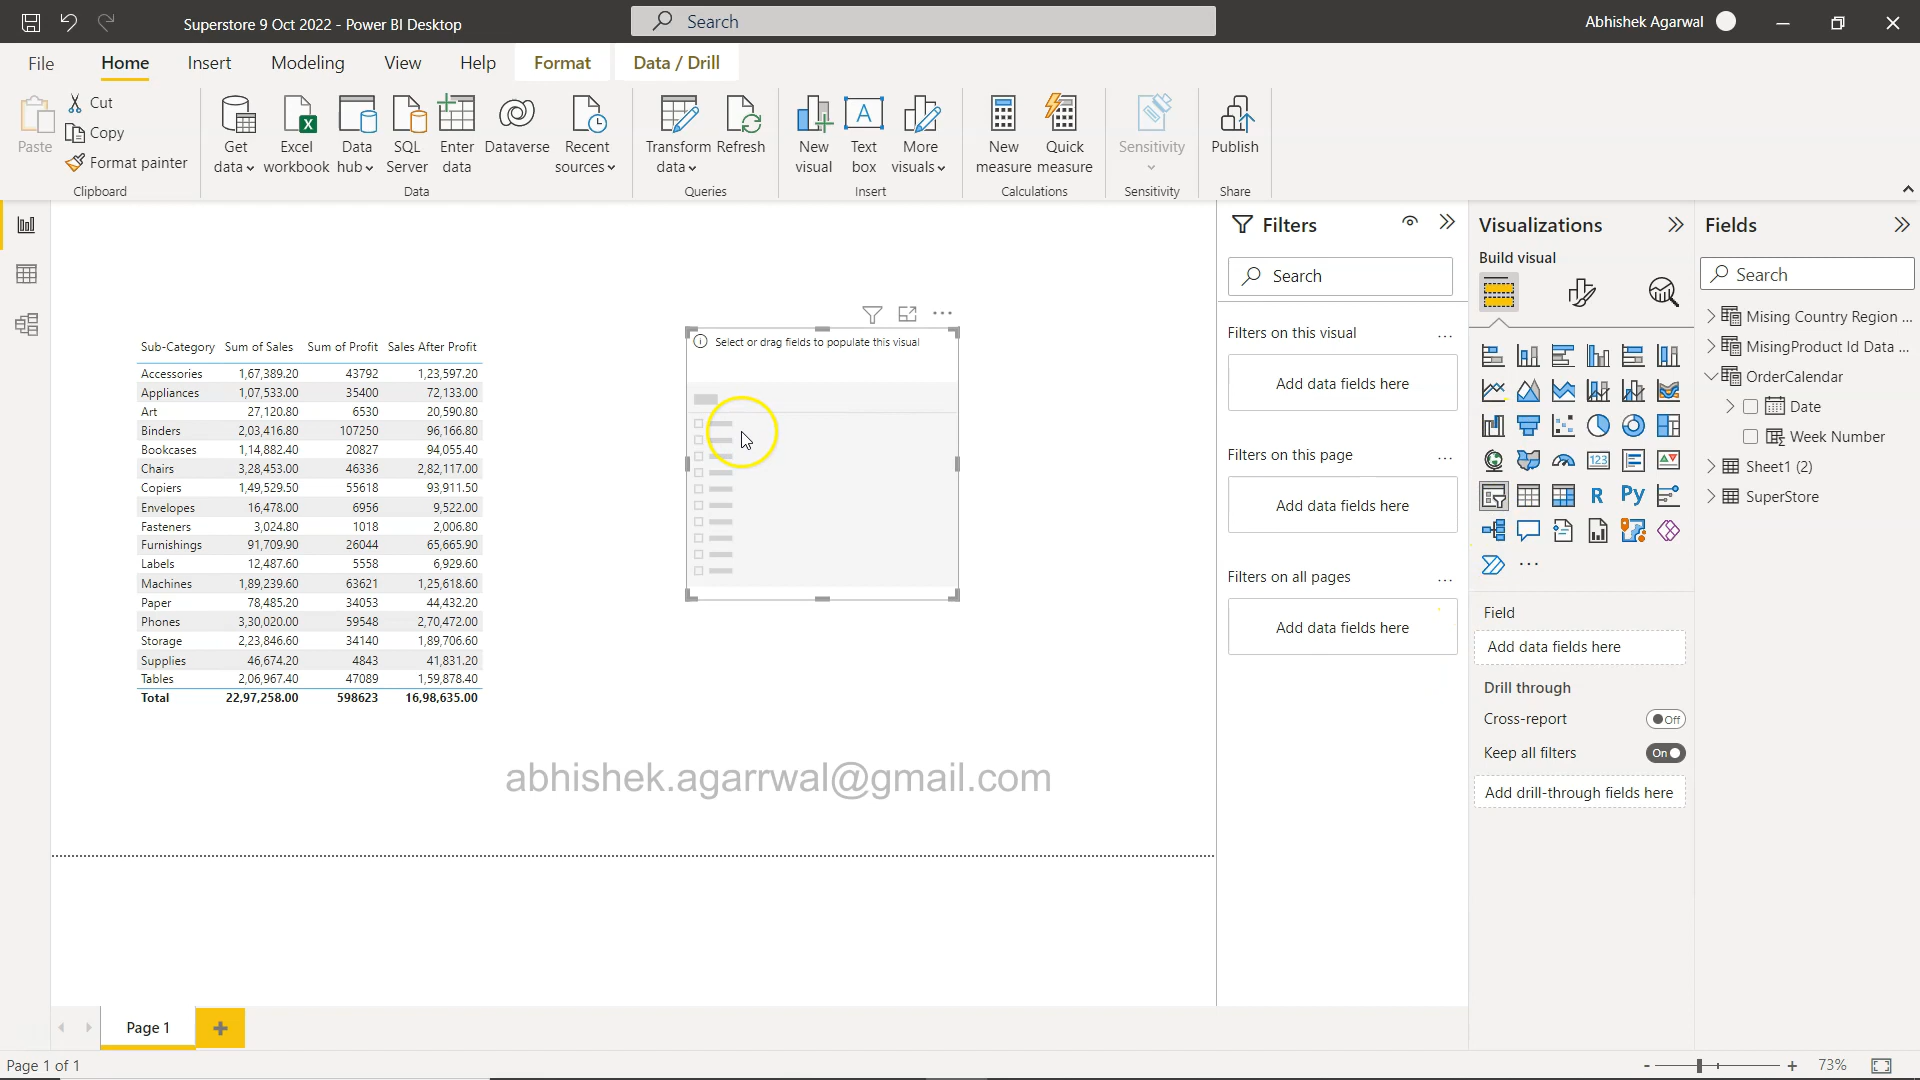 Superstore 9 Oct 2022 - Power BI Desktop
Search
Abhishek Agarwal
File Home Insert Modeling View Help Format Data / Drill
Paste
Cut
Copy
Format painter
Clipboard
Get data
Excel workbook
Data hub
SQL Server
Enter data
Dataverse
Recent sources
Data
Transform data
Refresh
Queries
New visual
Text box
More visuals
Insert
New measure
Quick measure
Calculations
Sensitivity
Sensitivity
Publish
Share
Sub-Category Sum of Sales Sum of Profit Sales After Profit
Accessories 1,67,389.20 43792 1,23,597.20
Appliances 1,07,533.00 35400 72,133.00
Art 27,120.80 6530 20,590.80
Binders 2,03,416.80 107250 96,166.80
Bookcases 1,14,882.40 20827 94,055.40
Chairs 3,28,453.00 46336 2,82,117.00
Copiers 1,49,529.50 55618 93,911.50
Envelopes 16,478.00 6956 9,522.00
Fasteners 3,024.80 1018 2,006.80
Furnishings 91,709.90 26044 65,665.90
Labels 12,487.60 5558 6,929.60
Machines 1,89,239.60 63621 1,25,618.60
Paper 78,485.20 34053 44,432.20
Phones 3,30,020.00 59548 2,70,472.00
Storage 2,23,846.60 34140 1,89,706.60
Supplies 46,674.20 4843 41,831.20
Tables 2,06,967.40 47089 1,59,878.40
Total 22,97,258.00 598623 16,98,635.00
Select or drag fields to populate this visual
abhishek.agarrwal@gmail.com
Filters
Search
Filters on this visual ...
Add data fields here
Filters on this page ...
Add data fields here
Filters on all pages ...
Add data fields here
Visualizations
Build visual
123
R
Py
...
Field
Add data fields here
Drill through
Cross-report Off
Keep all filters On
Add drill-through fields here
Fields
Search
Mising Country Region ...
MisingProduct Id Data ...
OrderCalendar
Date
Week Number
Sheet1 (2)
SuperStore
Page 1
Page 1 of 1
- + 73%